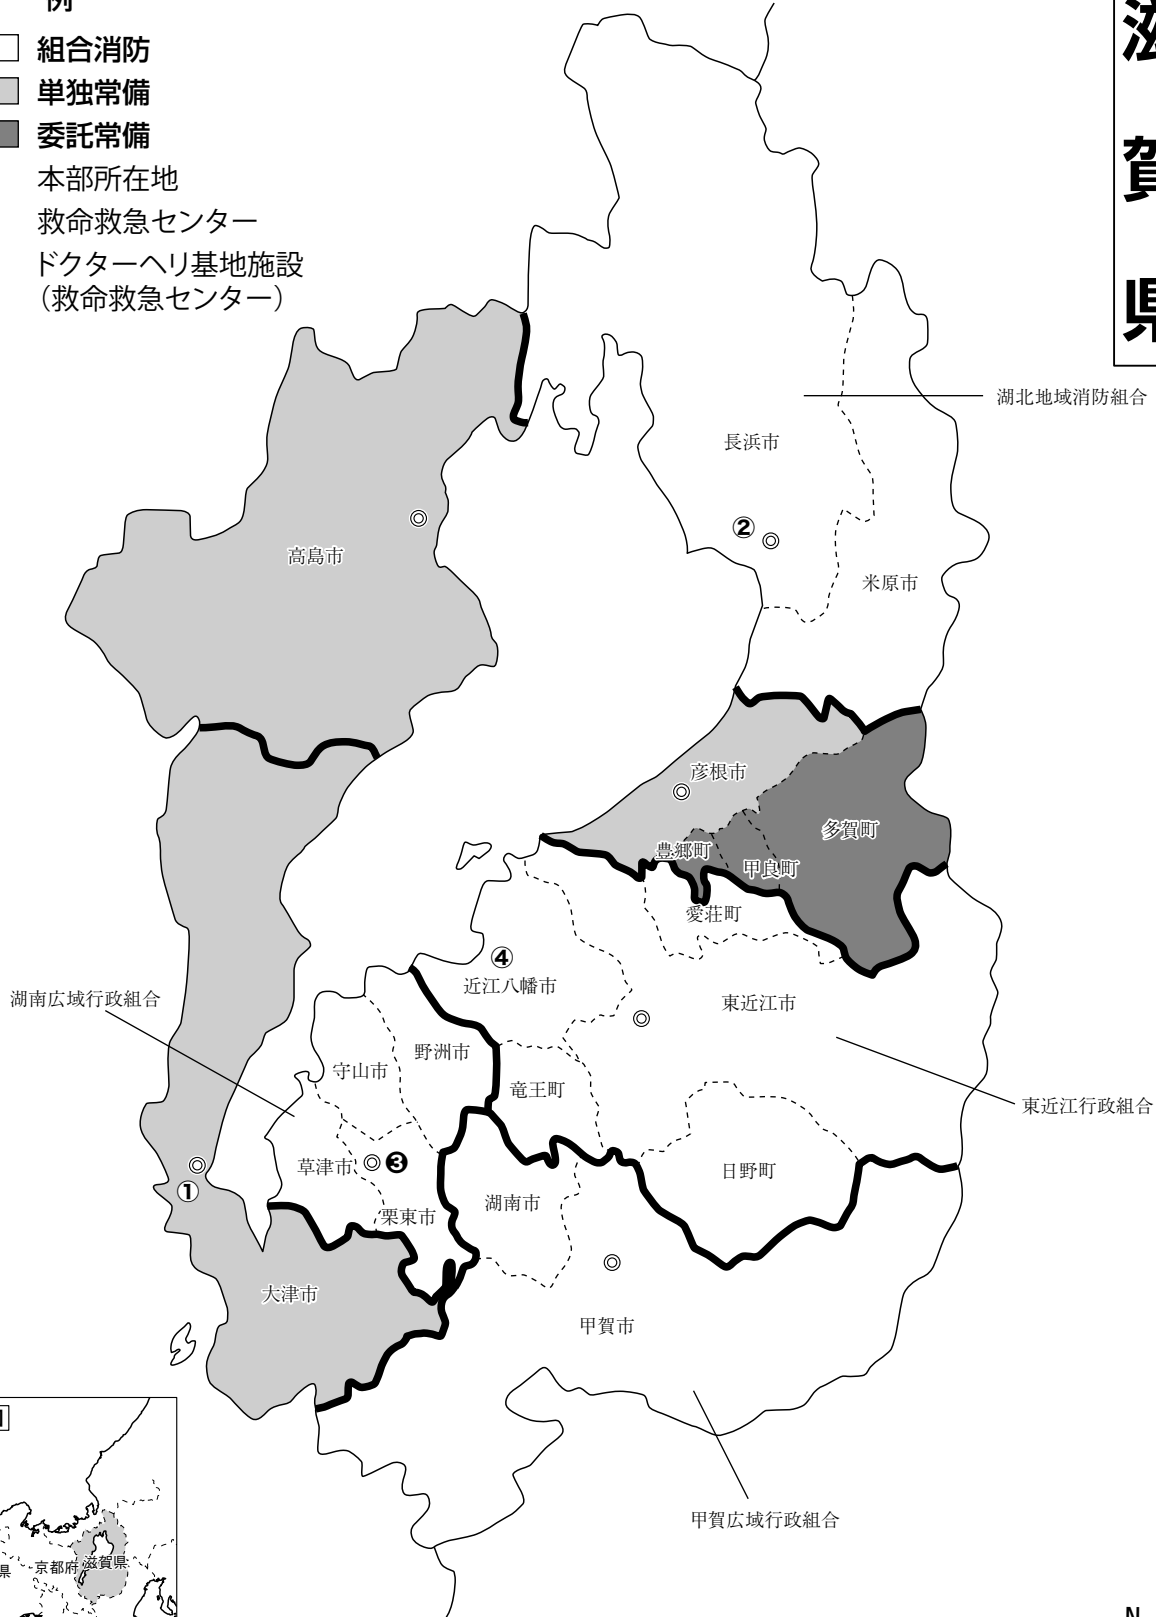 例
組合消防
単独常備
委託常備
本部所在地
救命救急センター
ドクターヘリ基地施設
（救命救急センター）
滋賀県
湖北地域消防組合
長浜市
②
米原市
高島市
彦根市
多賀町
豊郷町
甲良町
愛荘町
④
近江八幡市
東近江市
湖南広域行政組合
野洲市
守山市
竜王町
東近江行政組合
草津市
❸
日野町
①
湖南市
栗東市
大津市
甲賀市
甲賀広域行政組合
県
京都府
滋賀県
N